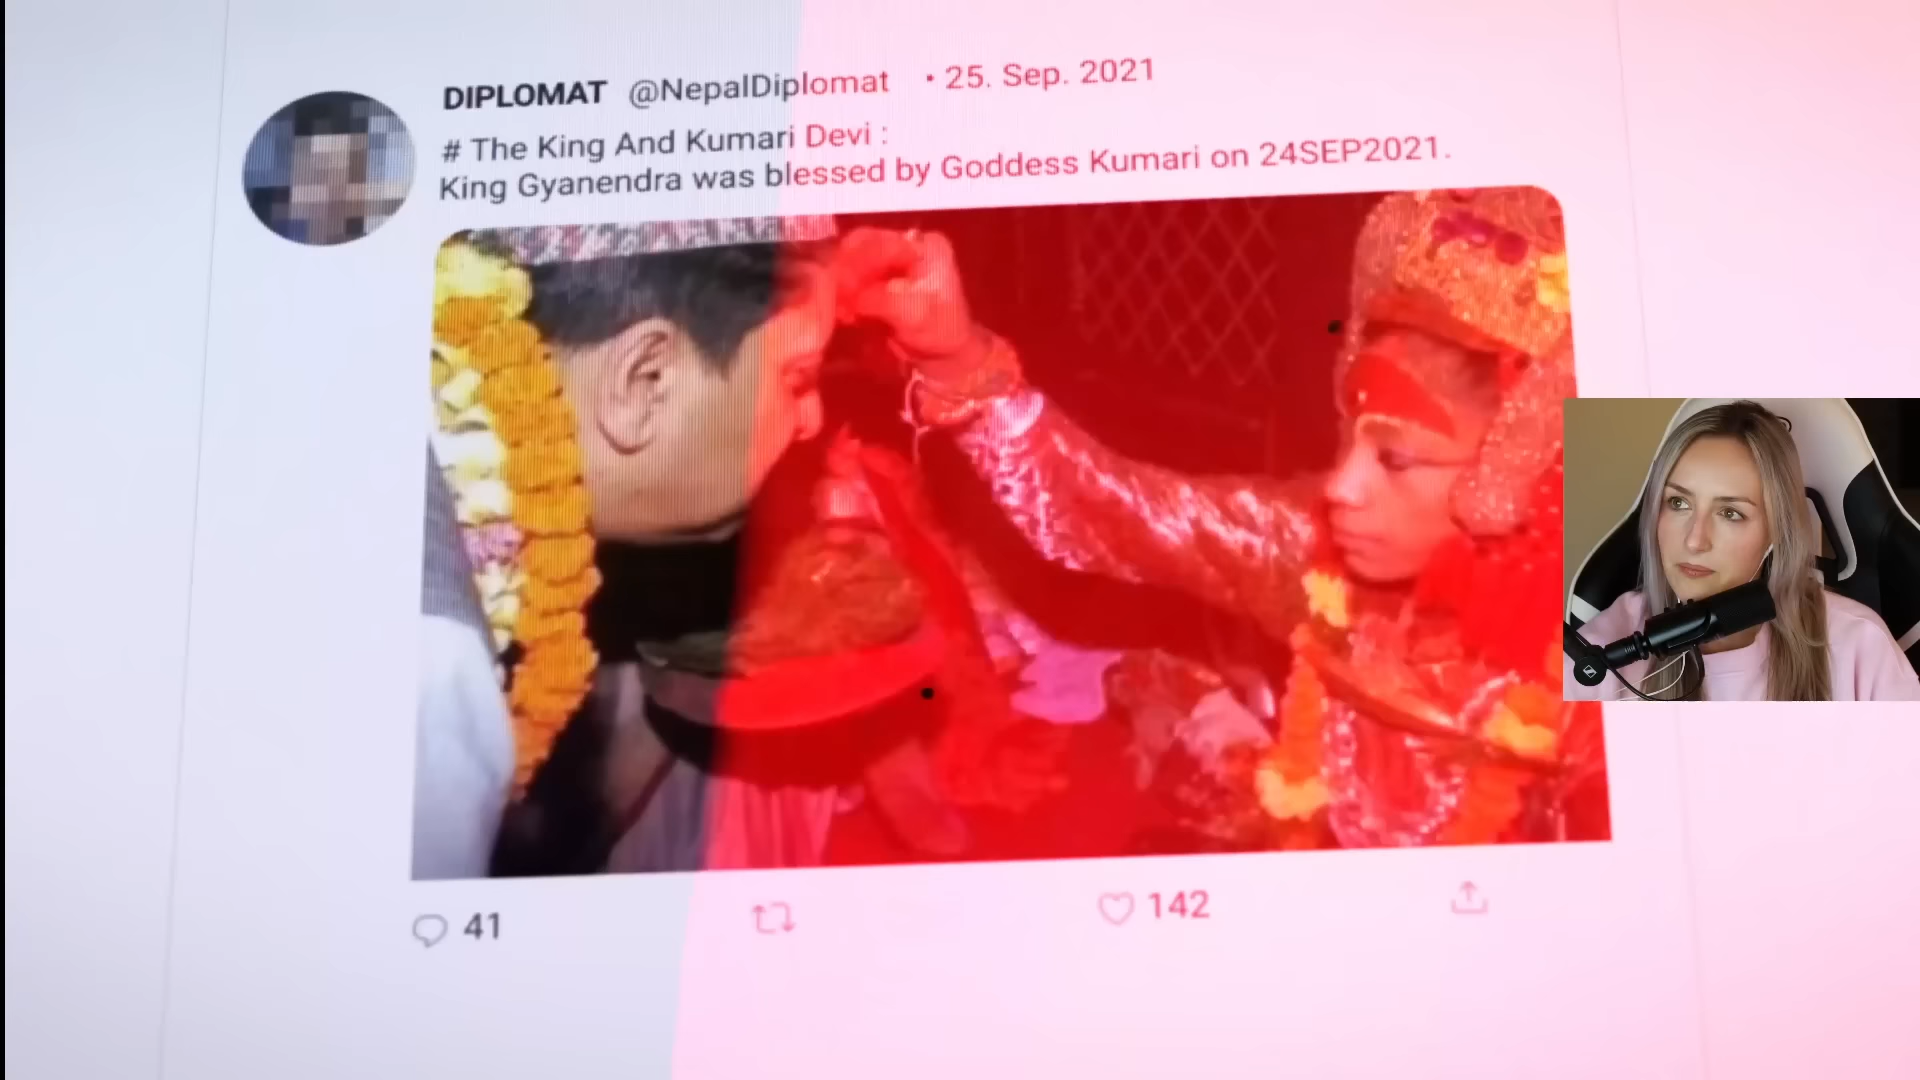 DIPLOMAT @NepalDiplomat · 25. Sep. 2021
# The King And Kumari Devi :
King Gyanendra was blessed by Goddess Kumari on 24SEP2021.
41
142